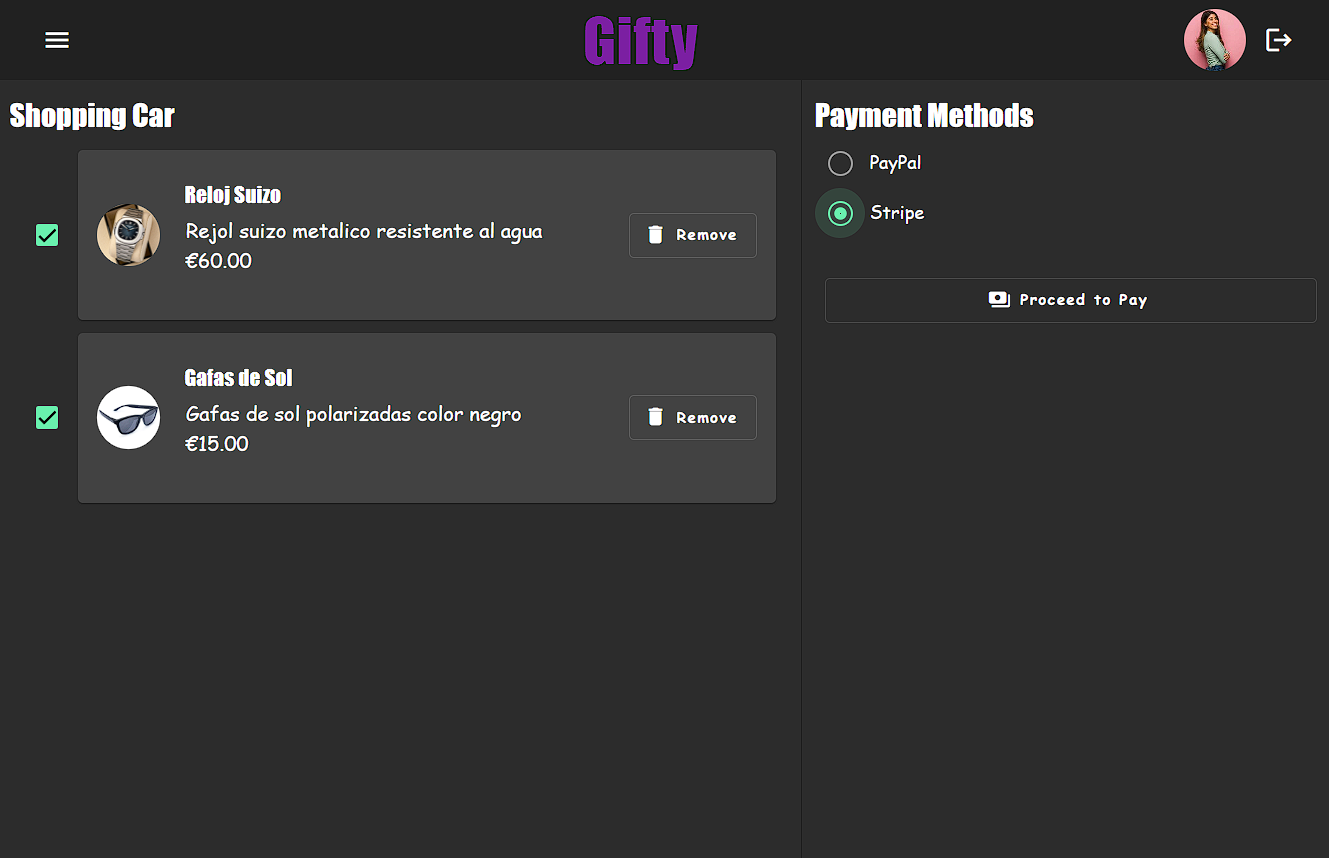 Gifty
Shopping Car
Reloj Suizo
Rejol suizo metalico resistente al agua
€60.00
Remove
Gafas de Sol
Gafas de sol polarizadas color negro
€15.00
Remove
Payment Methods
PayPal
Stripe
Proceed to Pay